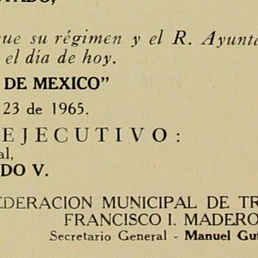 que su régimen y el R. Ayunta
el día de hoy.
DE MEXICO"
23 de 1965.
EJECUTIVO:
al,
DO V.
EDERACION MUNICIPAL DE TR
FRANCISCO I. MADERO
Secretario General - Manuel Gut